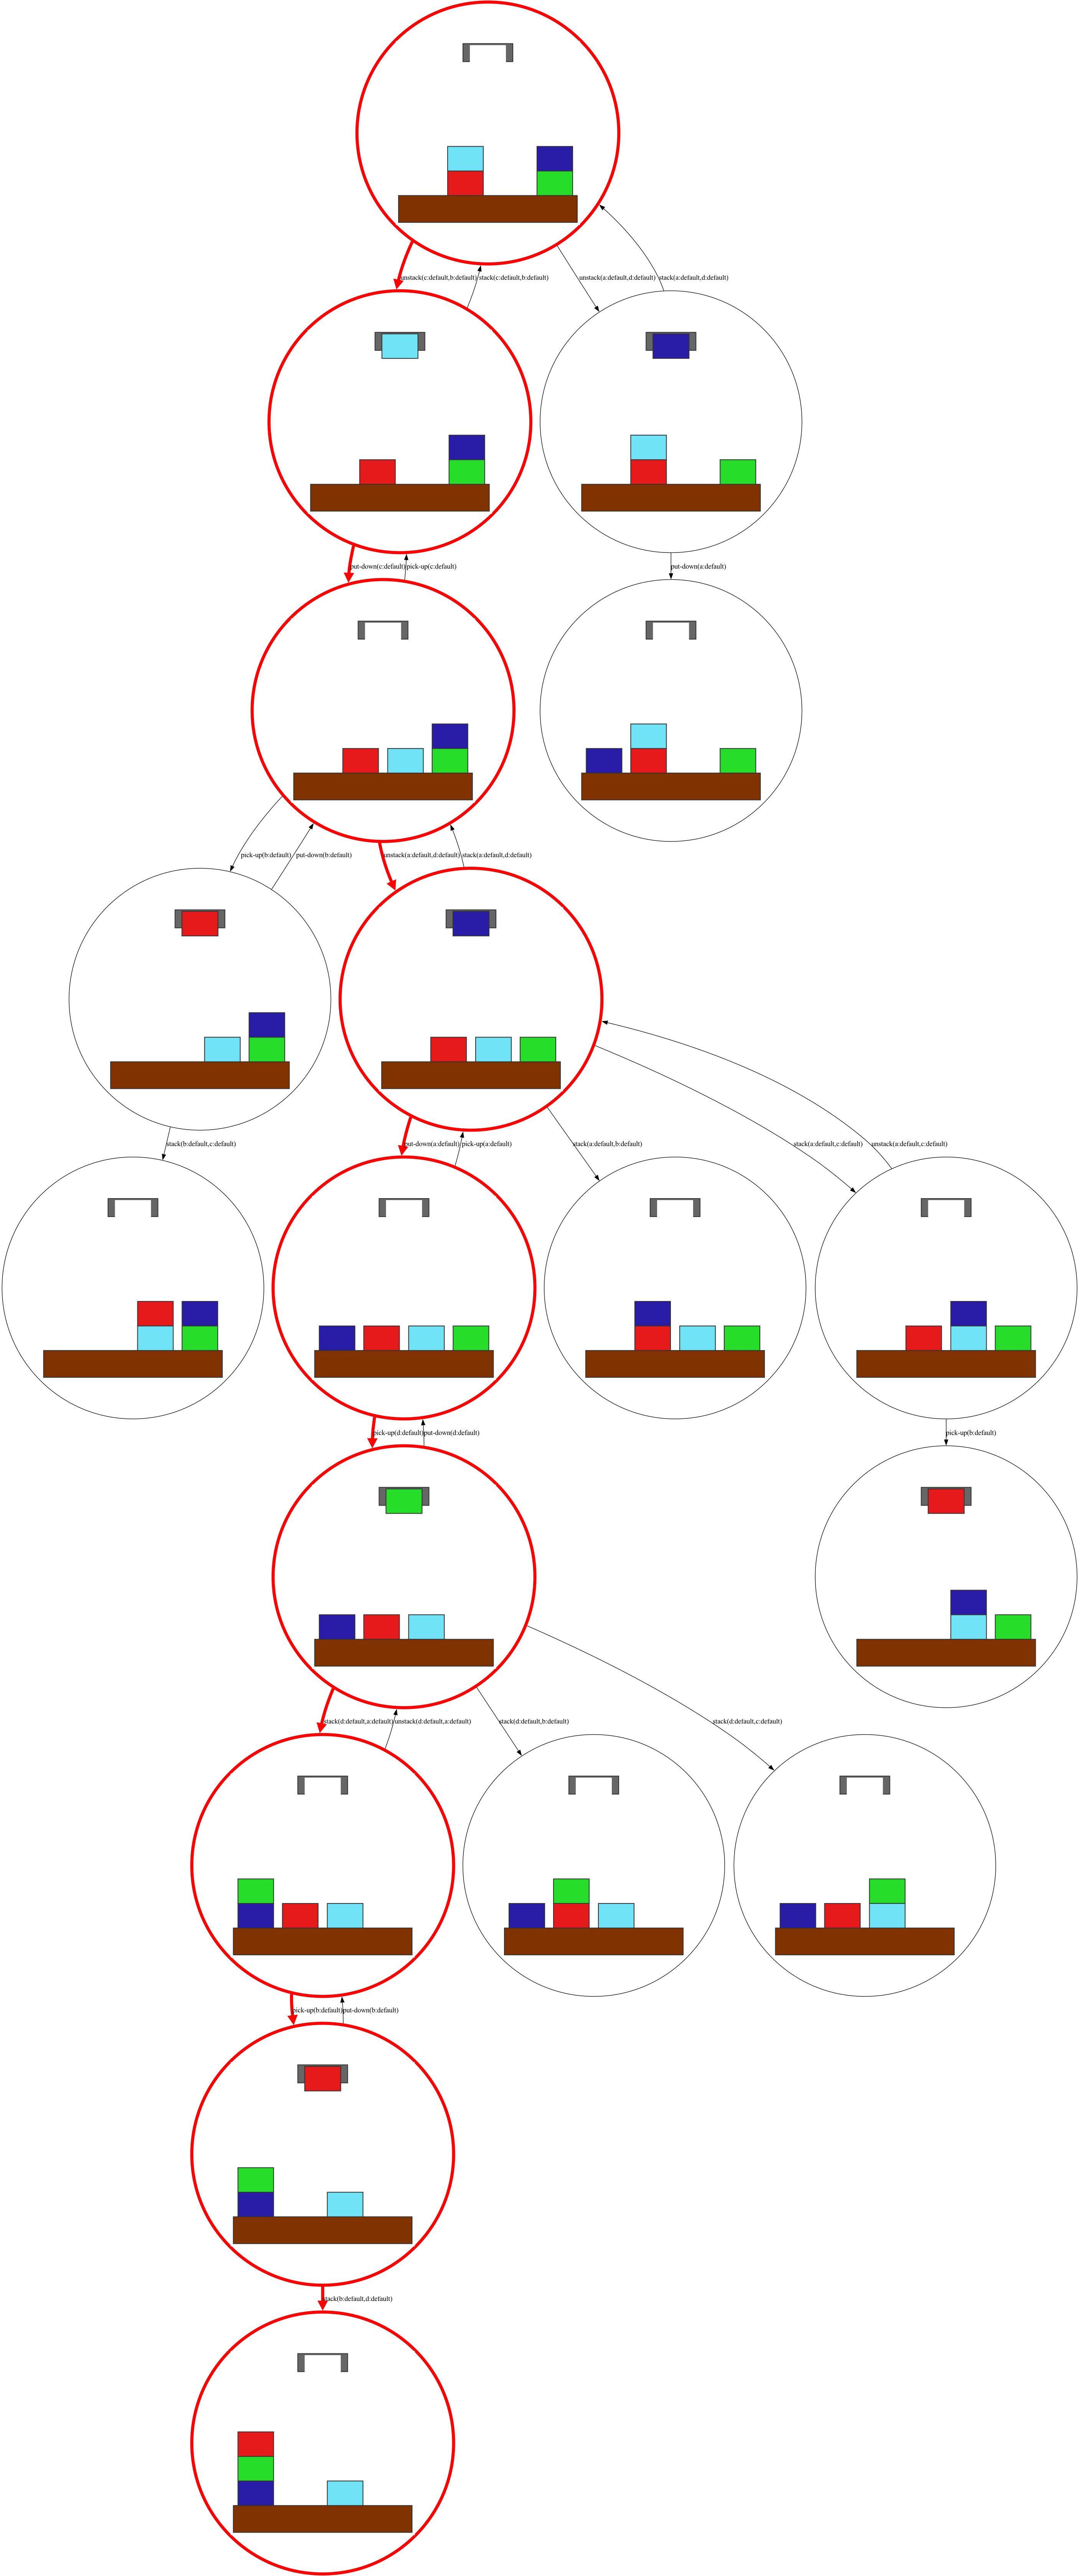 unstack(c:default,b:default)
stack(c:default,b:default)
unstack(a:default,d:default)
stack(a:default,d:default)
put-down(c:default)
pick-up(c:default)
put-down(a:default)
pick-up(b:default)
put-down(b:default)
unstack(a:default,d:default)
stack(a:default,d:default)
stack(b:default,c:default)
put-down(a:default)
pick-up(a:default)
stack(a:default,b:default)
stack(a:default,c:default)
unstack(a:default,c:default)
pick-up(d:default)
put-down(d:default)
pick-up(b:default)
stack(d:default,a:default)
unstack(d:default,a:default)
stack(d:default,b:default)
stack(d:default,c:default)
pick-up(b:default)
put-down(b:default)
stack(b:default,d:default)